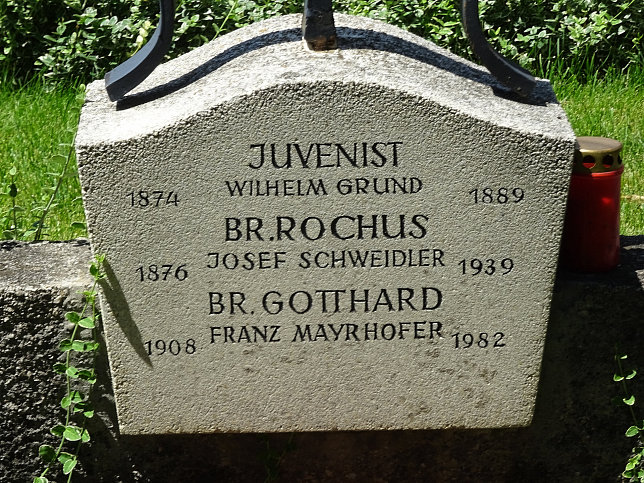 JUVENIST
1874 WILHELM GRUND 1889
BR. ROCHUS
1876 JOSEF SCHWEIDLER 1939
BR. GOTTHARD
1908 FRANZ MAYRHOFER 1982